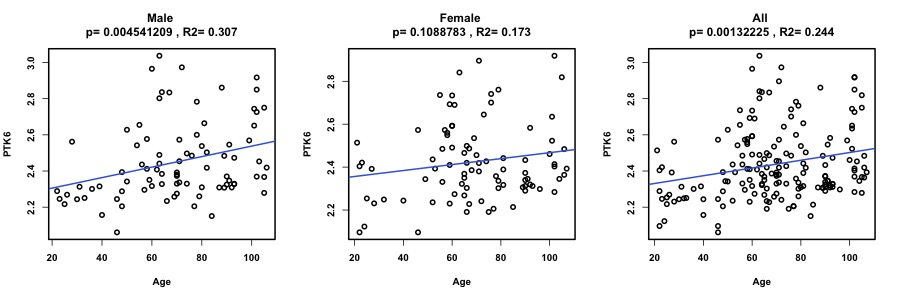 Male
p= 0.004541209 , R2= 0.307
PTK6
3.0
2.8
2.6
2.4
2.2
20 40 60 80 100
Age
Female
p= 0.1088783 , R2= 0.173
PTK6
2.8
2.6
2.4
2.2
20 40 60 80 100
Age
All
p= 0.00132225 , R2= 0.244
PTK6
3.0
2.8
2.6
2.4
2.2
20 40 60 80 100
Age